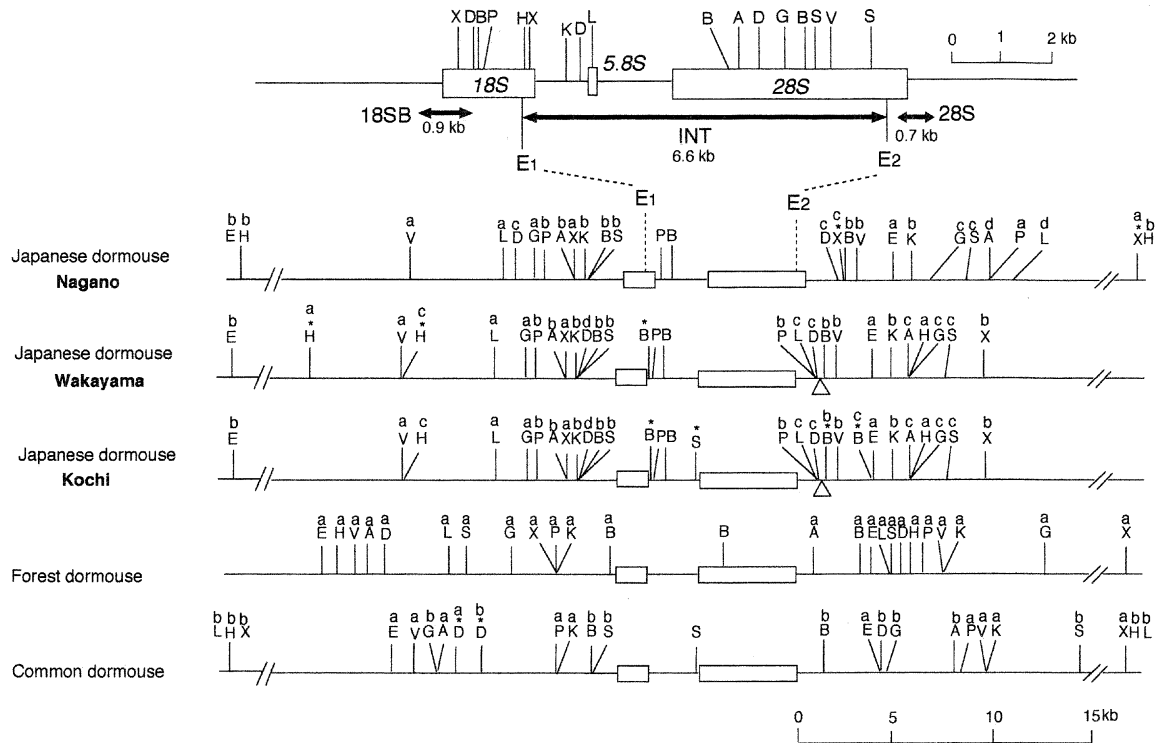 X D B P H X K D L B A D G B S V S
0 1 2 kb
5.8S
18S 28S
18SB 0.9 kb INT 6.6 kb 0.7 kb 28S
E1 E2
E1 E2
b b a a c a b b a b b b c c b b a b c c d a d a b
* *
E H V L D G P A X K B S P B D X B V E K G S A P L X H
Japanese dormouse
Nagano
b a a c a a b b a b d b b b c c b b a b c a c c b
* * *
E H V H L G P A X K D B S B P B P L D B V E K A H G S X
Japanese dormouse
Wakayama
b a c a a b b a b d b b b c c b b c a b c a c c b
* * * *
E V H L G P A X K D B S B P B S P L D B V B E K A H G S X
Japanese dormouse
Kochi
a a a a a a a a a a a a a a a a a a a a a a a a
E H V A D L S G X P K B B A B E L S D H P V K G X
Forest dormouse
b b b a a b a a b a a b b b a b b b a a a b a b b
* *
L H X E V G A D D P K B S S B E D G A P V K S X H L
Common dormouse
0 5 10 15kb